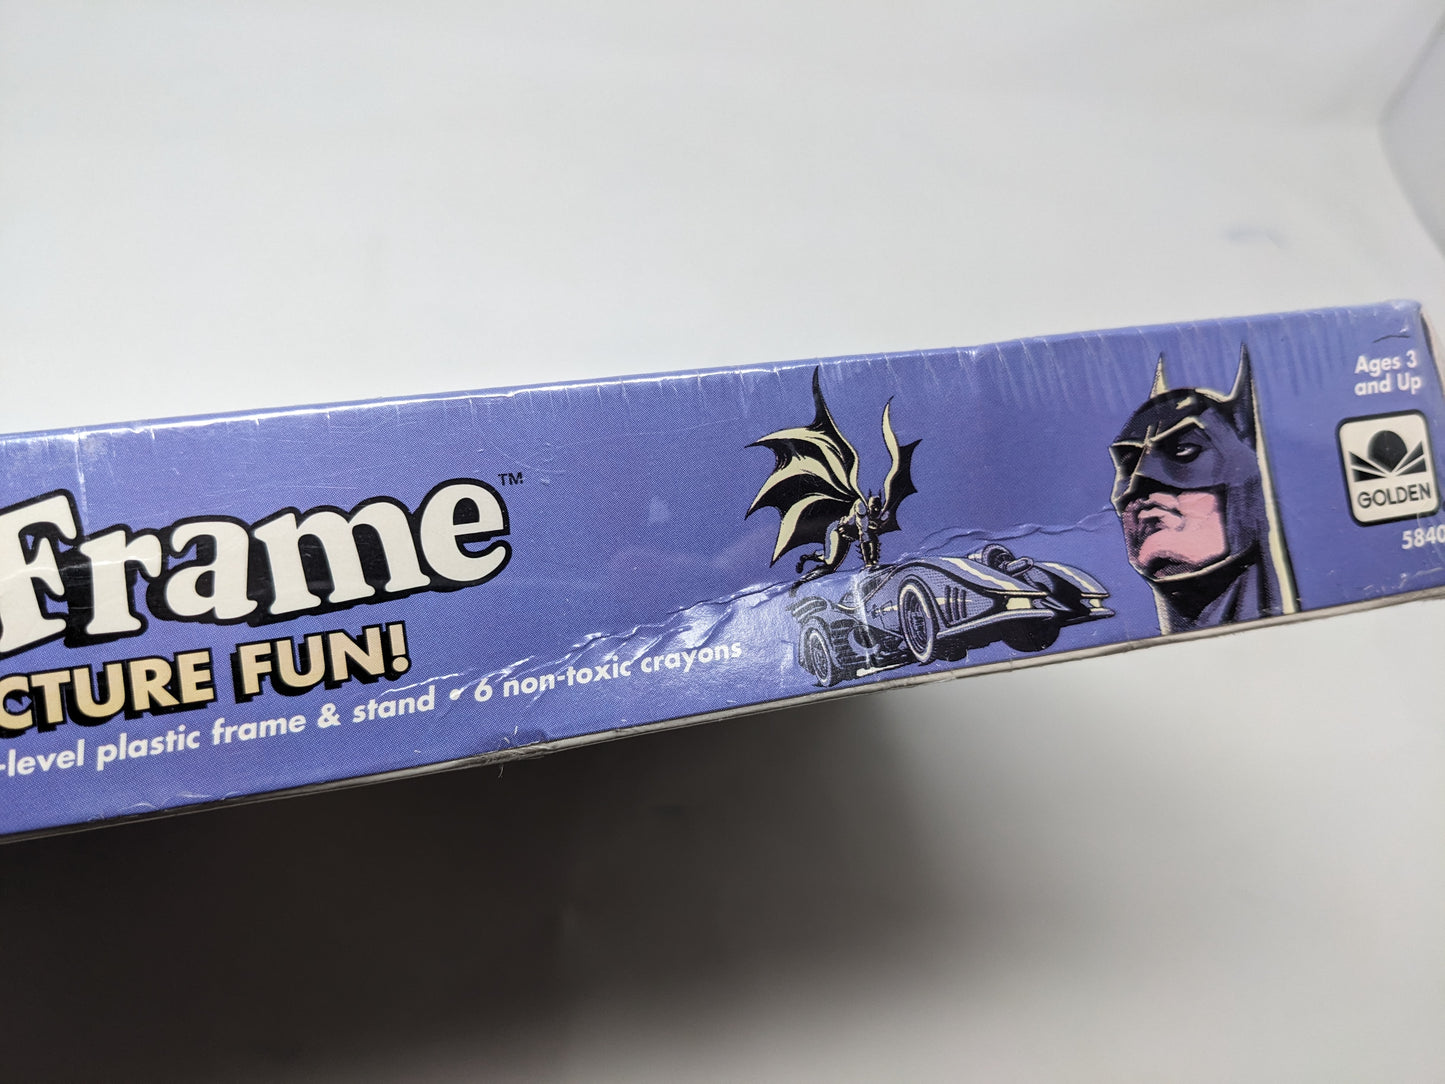 Frame™
CTURE FUN!
-level plastic frame & stand • 6 non-toxic crayons
Ages 3
and Up
GOLDEN
5840